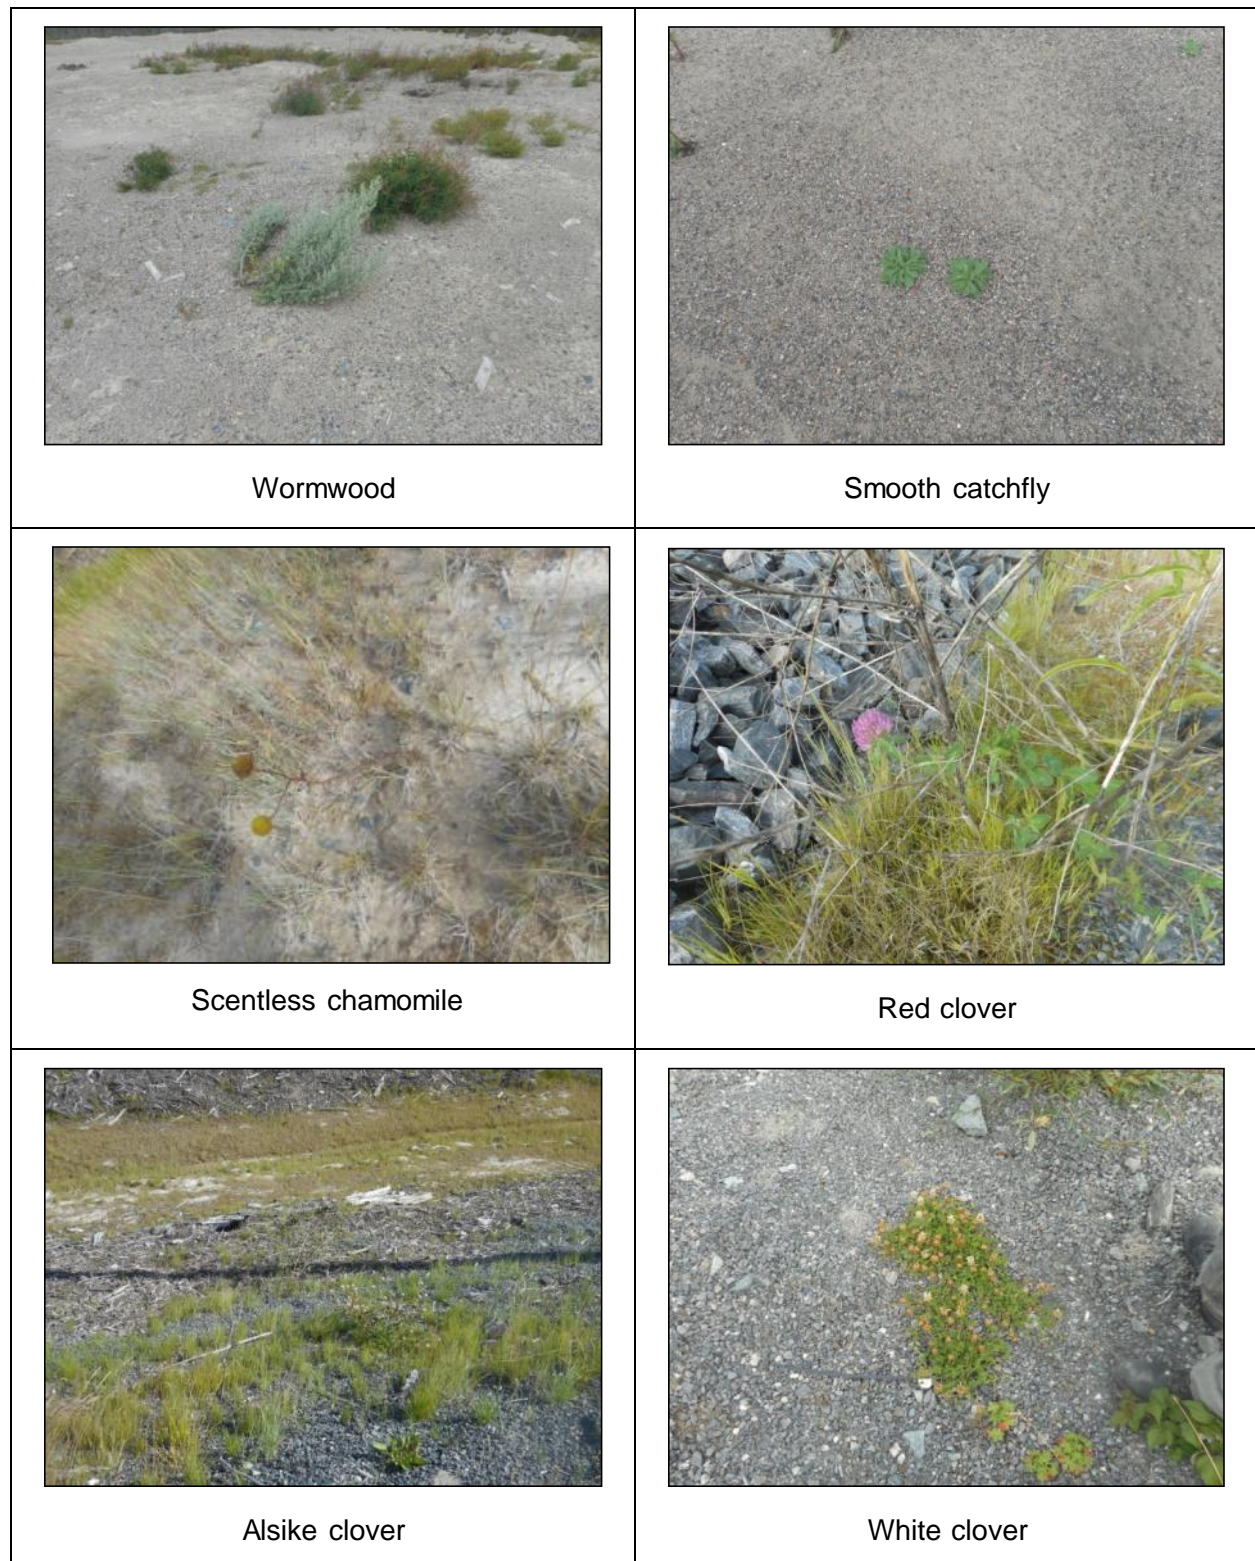 Wormwood
Smooth catchfly
Scentless chamomile
Red clover
Alsike clover
White clover